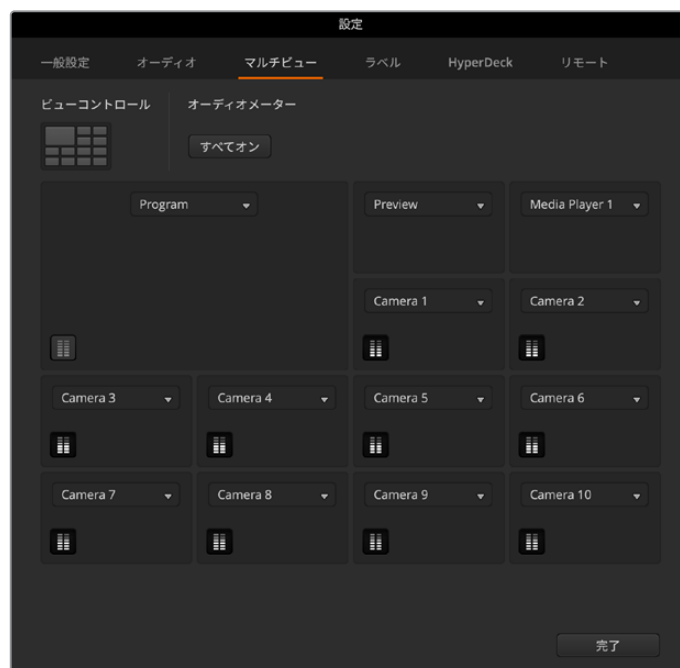 設定
一般設定 オーディオ マルチビュー ラベル HyperDeck リモート
ビューコントロール オーディオメーター
すべてオン
Program Preview Media Player 1
Camera 1 Camera 2
Camera 3 Camera 4 Camera 5 Camera 6
Camera 7 Camera 8 Camera 9 Camera 10
完了